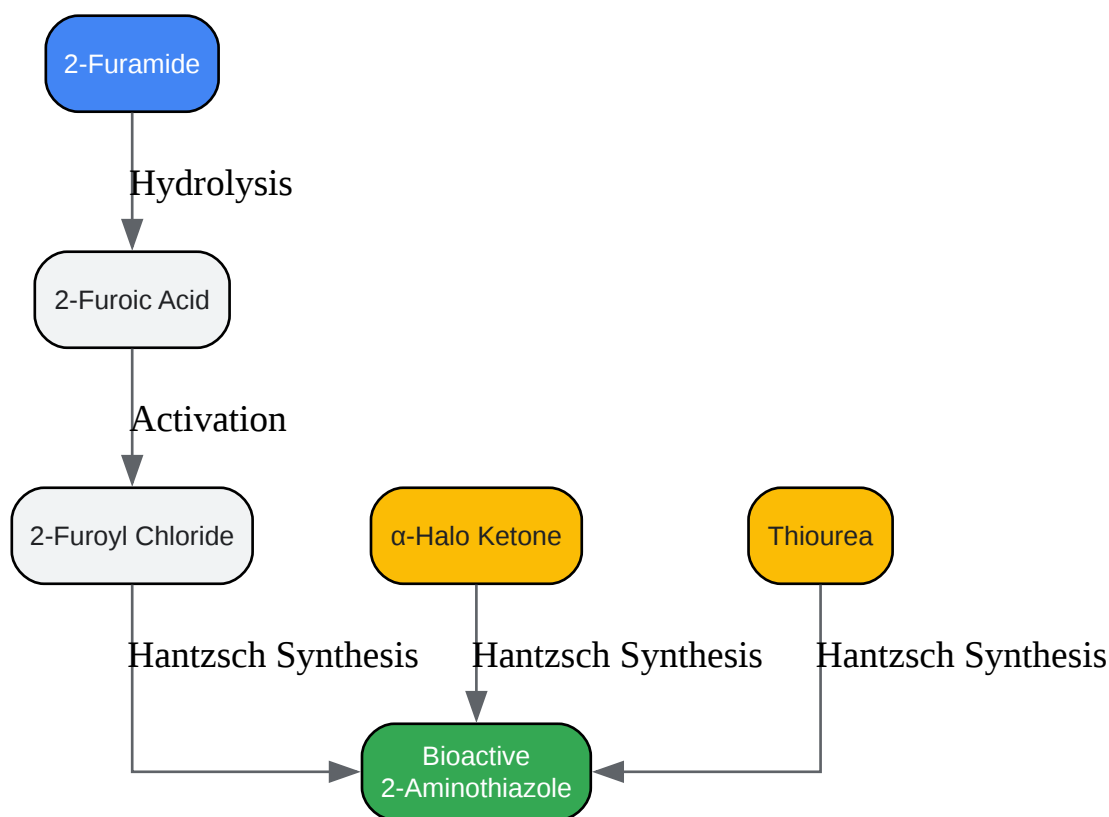 2-Furamide
Hydrolysis
2-Furoic Acid
Activation
2-Furoyl Chloride
α-Halo Ketone
Thiourea
Hantzsch Synthesis
Hantzsch Synthesis
Hantzsch Synthesis
Bioactive
2-Aminothiazole